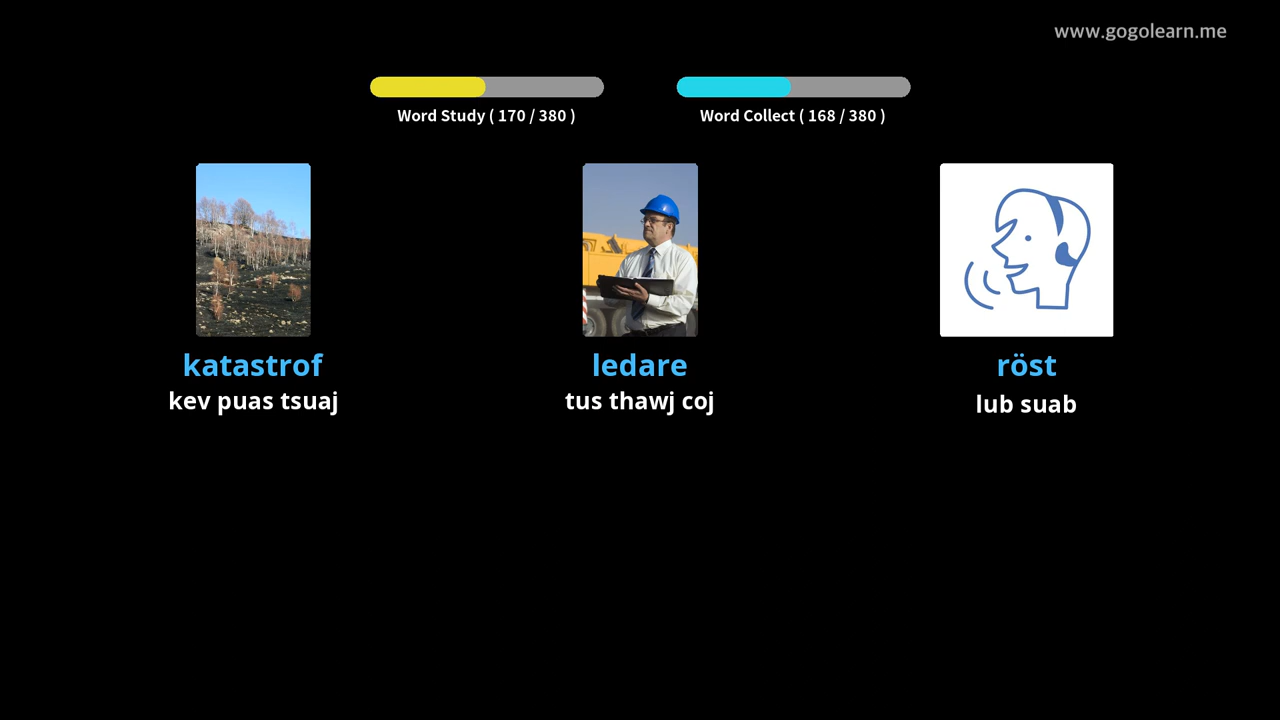 www.gogolearn.me
Word Study ( 170 / 380 )
Word Collect ( 168 / 380 )
katastrof
kev puas tsuaj
ledare
tus thawj coj
röst
lub suab